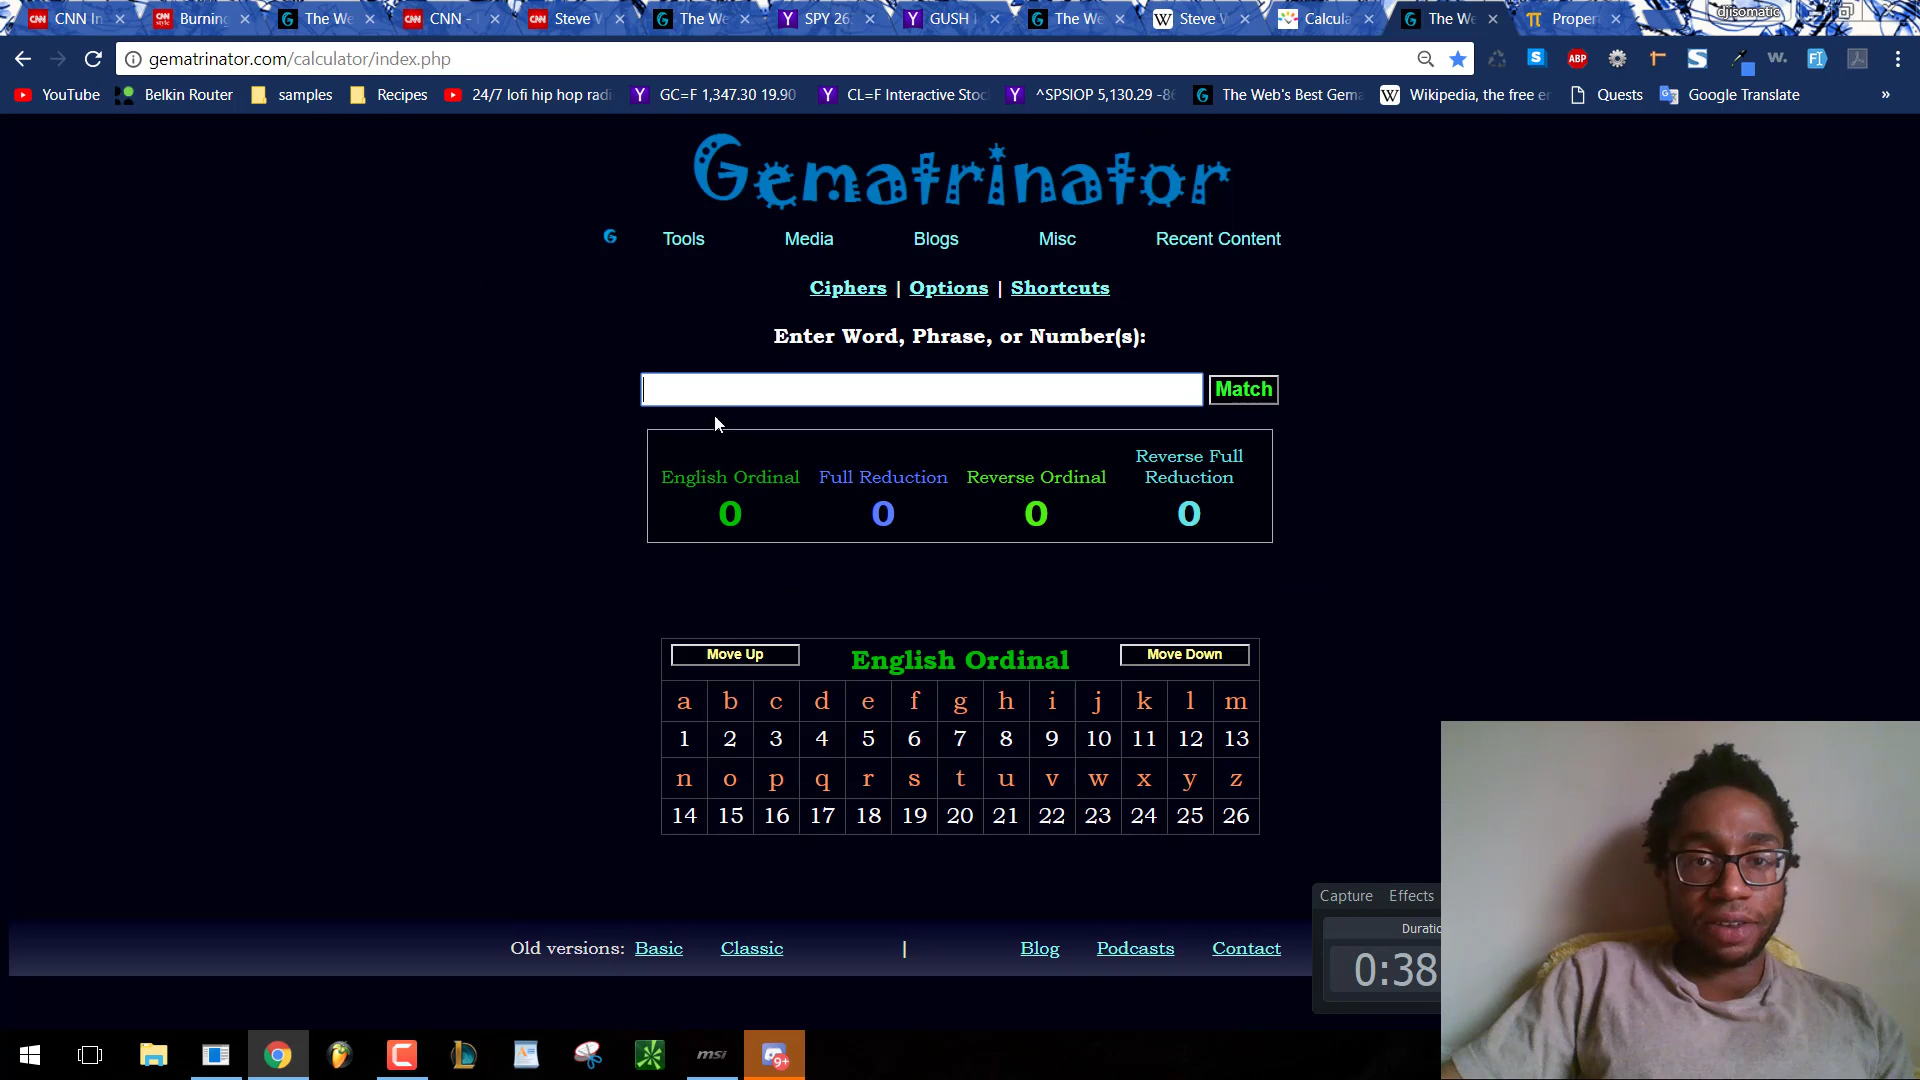 CNN In
Burning
The We
CNN -
Steve W
The We
SPY 26
GUSH
The We
Steve W
Calcula
The We
Proper
djisomatic
gematrinator.com/calculator/index.php
YouTube
Belkin Router
samples
Recipes
24/7 lofi hip hop radi
GC=F 1,347.30 19.90
CL=F Interactive Stoc
^SPSIOP 5,130.29 -86
The Web's Best Gema
Wikipedia, the free e
Quests
Google Translate
»
Gematrinator
Tools Media Blogs Misc Recent Content
Ciphers | Options | Shortcuts
Enter Word, Phrase, or Number(s):
Match
English Ordinal Full Reduction Reverse Ordinal Reverse Full Reduction
0 0 0 0
Move Up English Ordinal Move Down
a b c d e f g h i j k l m
1 2 3 4 5 6 7 8 9 10 11 12 13
n o p q r s t u v w x y z
14 15 16 17 18 19 20 21 22 23 24 25 26
Capture Effects
Duratio
0:38
Old versions: Basic Classic | Blog Podcasts Contact
msi
9+